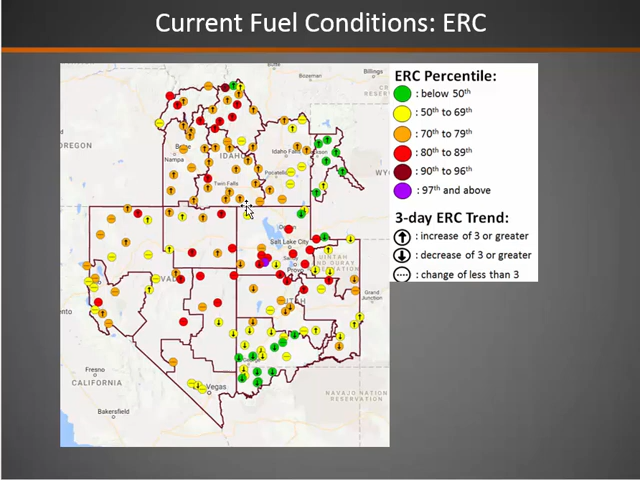 Current Fuel Conditions: ERC
Billings
Bozeman
OREGON
Nampa
IDAHO
Idaho Falls
Pocatello
Twin Falls
Salt Lake City
UINTAH
AND OURAY
RESERVATION
Provo
UTAH
Grand
Junction
Fresno
CALIFORNIA
Vegas
Bakersfield
NAVAJO NATION
RESERVATION
ERC Percentile:
: below 50th
: 50th to 69th
: 70th to 79th
: 80th to 89th
: 90th to 96th
: 97th and above
3-day ERC Trend:
: increase of 3 or greater
: decrease of 3 or greater
: change of less than 3